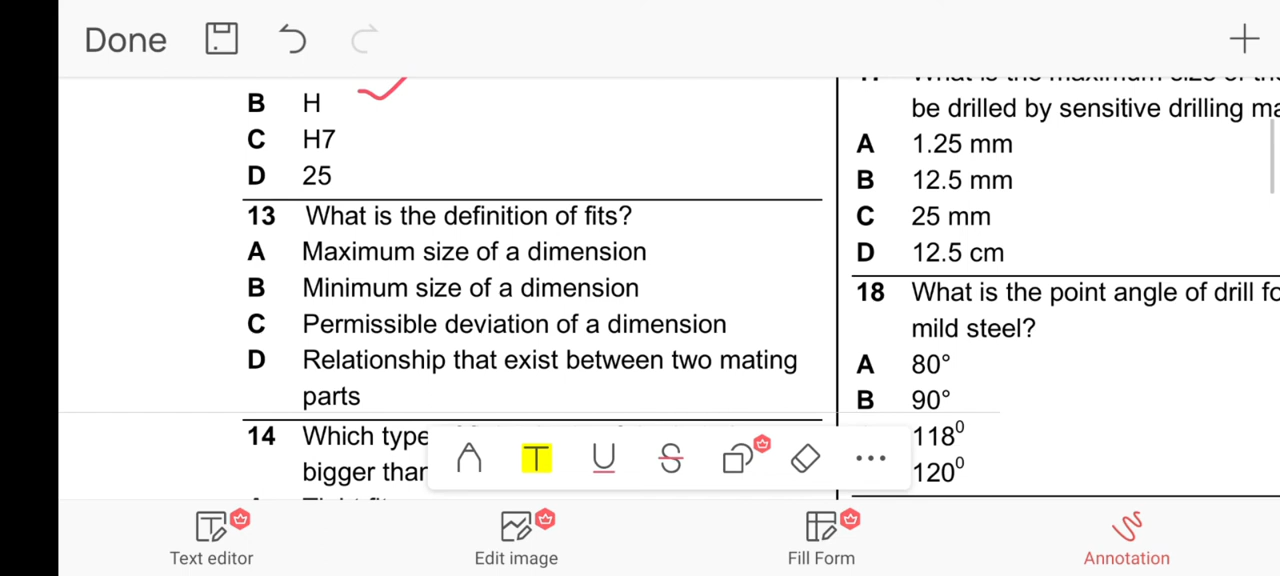 Done
B H
C H7
D 25
13 What is the definition of fits?
A Maximum size of a dimension
B Minimum size of a dimension
C Permissible deviation of a dimension
D Relationship that exist between two mating
parts
14 Which type
bigger than
be drilled by sensitive drilling
A 1.25 mm
B 12.5 mm
C 25 mm
D 12.5 cm
18 What is the point angle of drill
mild steel?
A 80°
B 90°
118⁰
120⁰
T
U
S
Text editor
Edit image
Fill Form
Annotation